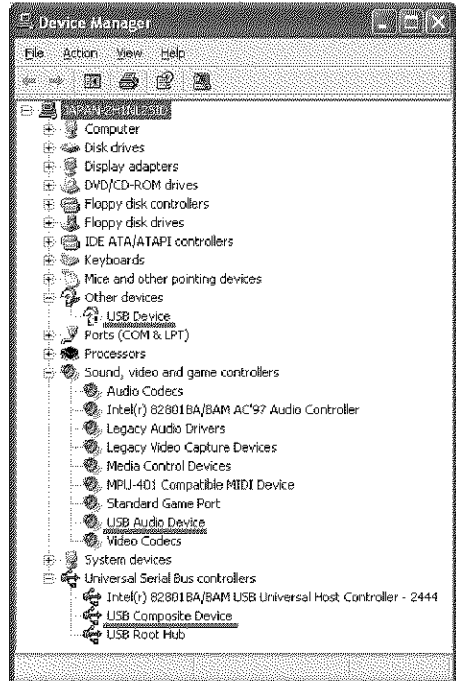 Device Manager
File Action View Help
Computer
Disk drives
Display adapters
DVD/CD-ROM drives
Floppy disk controllers
Floppy disk drives
IDE ATA/ATAPI controllers
Keyboards
Mice and other pointing devices
Other devices
USB Device
Ports (COM & LPT)
Processors
Sound, video and game controllers
Audio Codecs
Intel(r) 82801BA/BAM AC'97 Audio Controller
Legacy Audio Drivers
Legacy Video Capture Devices
Media Control Devices
MPU-401 Compatible MIDI Device
Standard Game Port
USB Audio Device
Video Codecs
System devices
Universal Serial Bus controllers
Intel(r) 82801BA/BAM USB Universal Host Controller - 2444
USB Composite Device
USB Root Hub